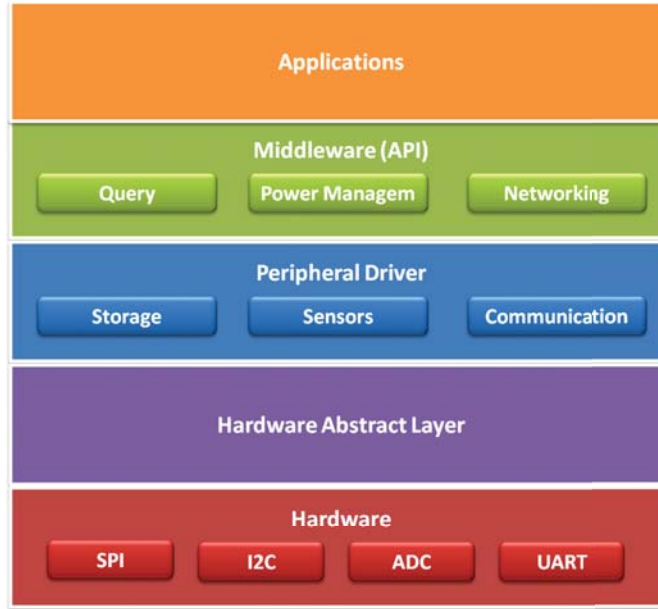 Applications
Middleware (API)
Query
Power Managem
Networking
Peripheral Driver
Storage
Sensors
Communication
Hardware Abstract Layer
Hardware
SPI
I2C
ADC
UART